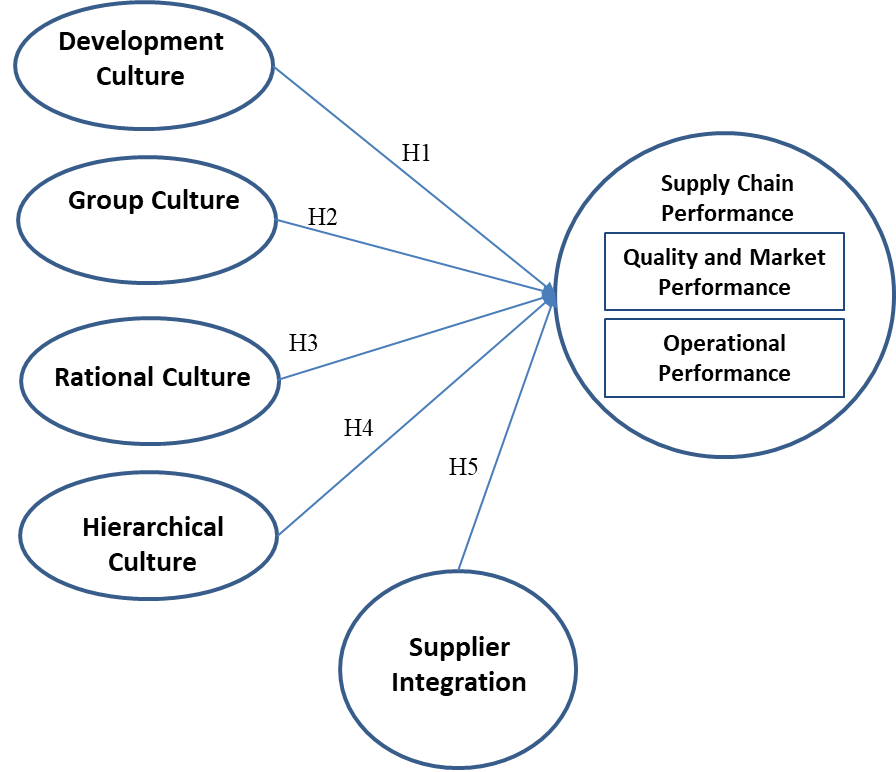 Development
Culture
H1
Group Culture
H2
Rational Culture
H3
Hierarchical
Culture
H4
Supplier
Integration
H5
Supply Chain
Performance
Quality and Market
Performance
Operational
Performance